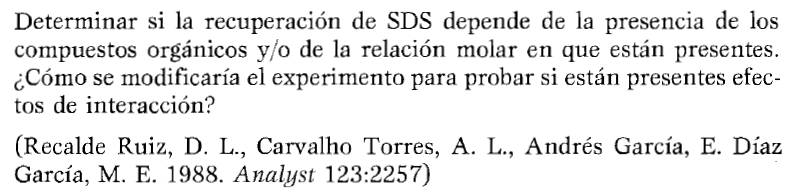 Determinar si la recuperación de SDS depende de la presencia de los
compuestos orgánicos y/o de la relación molar en que están presentes.
¿Cómo se modificaría el experimento para probar si están presentes efec-
tos de interacción?
(Recalde Ruiz, D. L., Carvalho Torres, A. L., Andrés García, E. Díaz
García, M. E. 1988. Analyst 123:2257)